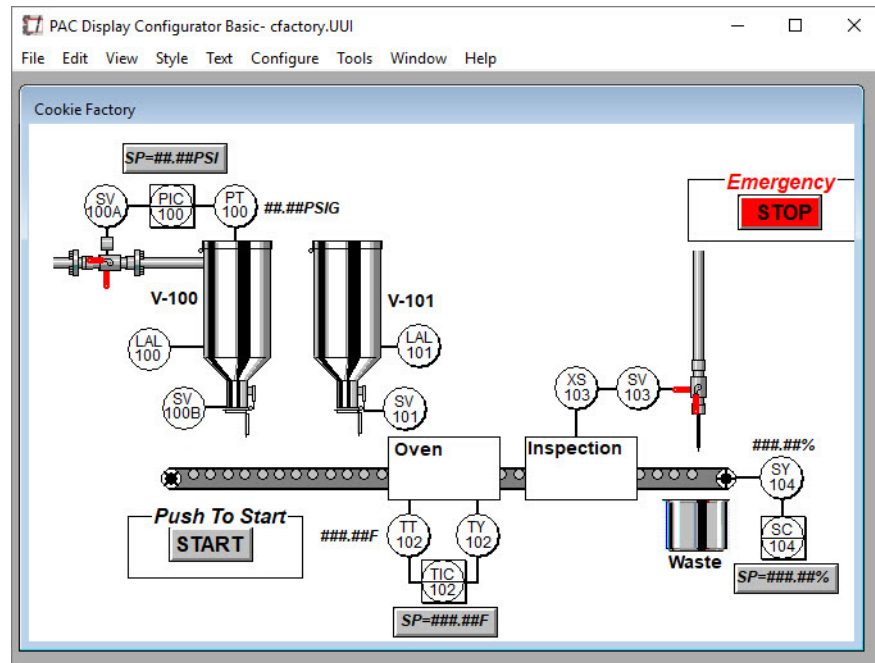 PAC Display Configurator Basic- cfactory.UUI
File Edit View Style Text Configure Tools Window Help
Cookie Factory
SP=##.##PSI
Emergency
STOP
SV
100A
PIC
100
PT
100
##.##PSIG
V-100
V-101
LAL
100
LAL
101
SV
100B
SV
101
XS
103
SV
103
Oven
Inspection
###.##%
SY
104
Push To Start
START
###.##F
TT
102
TY
102
SC
104
Waste
TIC
102
SP=###.##%
SP=###.##F